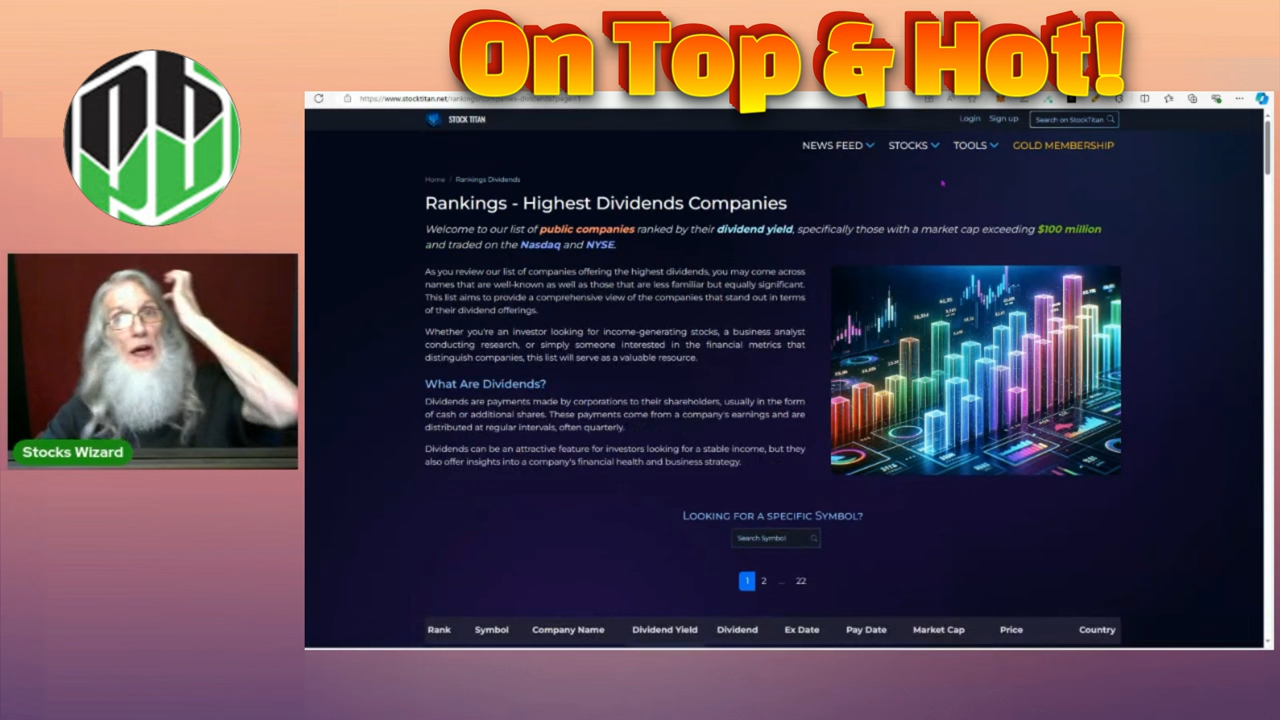 On Top & Hot!
STOCK TITAN
Login Sign up Search on StockTitan
NEWS FEED STOCKS TOOLS GOLD MEMBERSHIP
Home / Rankings Dividends
Rankings - Highest Dividends Companies
Welcome to our list of public companies ranked by their dividend yield, specifically those with a market cap exceeding $100 million
and traded on the Nasdaq and NYSE.
As you review our list of companies offering the highest dividends, you may come across
names that are well-known as well as those that are less familiar but equally significant.
This list aims to provide a comprehensive view of the companies that stand out in terms
of their dividend offerings.
Whether you're an investor looking for income-generating stocks, a business analyst
conducting research, or simply someone interested in the financial metrics that
distinguish companies, this list will serve as a valuable resource.
What Are Dividends?
Dividends are payments made by corporations to their shareholders, usually in the form
of cash or additional shares. These payments come from a company's earnings and are
distributed at regular intervals, often quarterly.
Dividends can be an attractive feature for investors looking for a stable income, but they
also offer insights into a company's financial health and business strategy.
Stocks Wizard
LOOKING FOR A SPECIFIC SYMBOL?
Search Symbol
1 2 ... 22
Rank Symbol Company Name Dividend Yield Dividend Ex Date Pay Date Market Cap Price Country